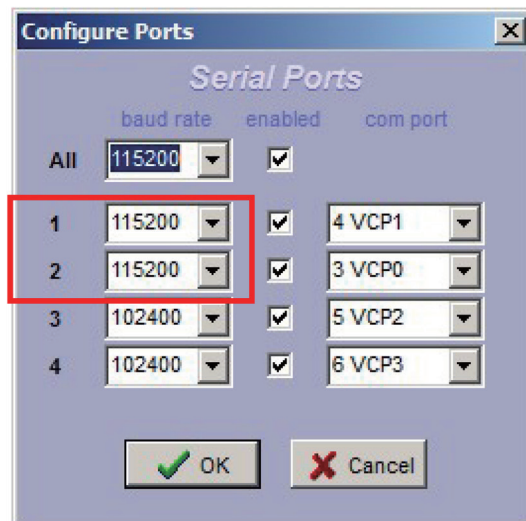 Configure Ports
Serial Ports
baud rate enabled com port
All 115200
1 115200 4 VCP1
2 115200 3 VCP0
3 102400 5 VCP2
4 102400 6 VCP3
OK Cancel